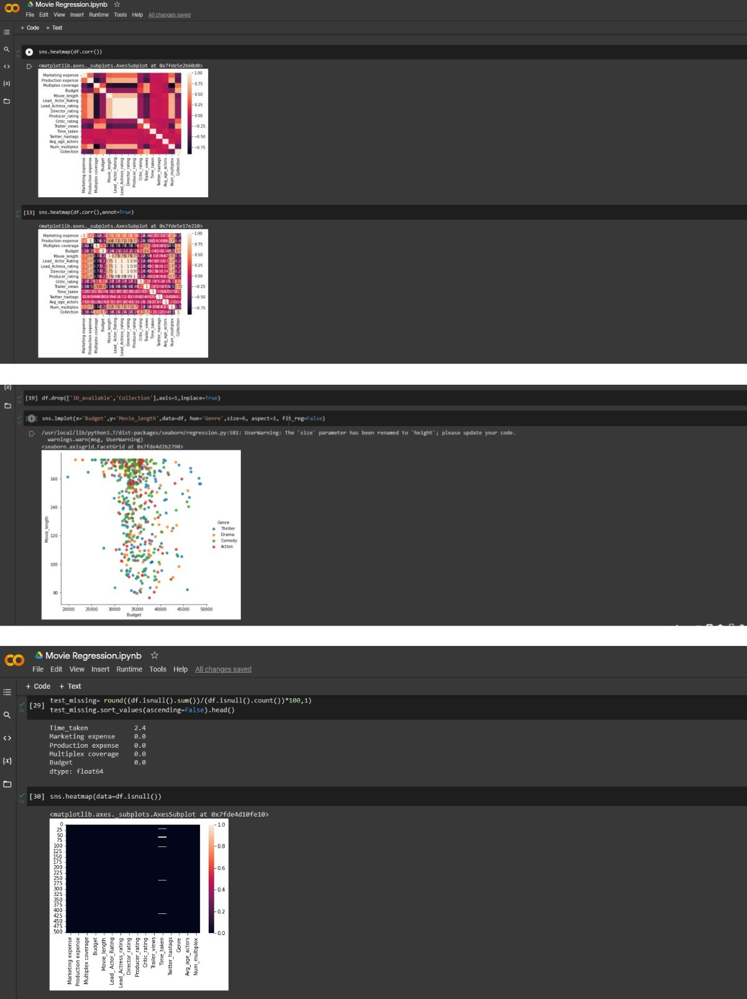 Movie Regression.ipynb
File Edit View Insert Runtime Tools Help All changes saved
+ Code + Text
sns.heatmap(df.corr())
<matplotlib.axes._subplots.AxesSubplot at 0x7fde5e2b60d0>
Marketing expense
Production expense
Multiplex coverage
Budget
Movie_length
Lead_ Actor_Rating
Lead_Actress_rating
Director_rating
Producer_rating
Critic_rating
Trailer_views
Time_taken
Twitter_hastags
Avg_age_actors
Num_multiplex
Collection
1.00
0.75
0.50
0.25
0.00
−0.25
−0.50
−0.75
Marketing expense
Production expense
Multiplex coverage
Budget
Movie_length
Lead_ Actor_Rating
Lead_Actress_rating
Director_rating
Producer_rating
Critic_rating
Trailer_views
Time_taken
Twitter_hastags
Avg_age_actors
Num_multiplex
Collection
[13] sns.heatmap(df.corr(),annot=True)
<matplotlib.axes._subplots.AxesSubplot at 0x7fde5e17e210>
Marketing expense
Production expense
Multiplex coverage
Budget
Movie_length
Lead_ Actor_Rating
Lead_Actress_rating
Director_rating
Producer_rating
Critic_rating
Trailer_views
Time_taken
Twitter_hastags
Avg_age_actors
Num_multiplex
Collection
1.00
0.75
0.50
0.25
0.00
−0.25
−0.50
−0.75
Marketing expense
Production expense
Multiplex coverage
Budget
Movie_length
Lead_ Actor_Rating
Lead_Actress_rating
Director_rating
Producer_rating
Critic_rating
Trailer_views
Time_taken
Twitter_hastags
Avg_age_actors
Num_multiplex
Collection
[19] df.drop(['3D_available','Collection'],axis=1,inplace=True)
sns.lmplot(x='Budget',y='Movie_length',data=df, hue='Genre',size=6, aspect=1, fit_reg=False)
/usr/local/lib/python3.7/dist-packages/seaborn/regression.py:581: UserWarning: The `size` parameter has been renamed to `height`; please update your code.
warnings.warn(msg, UserWarning)
<seaborn.axisgrid.FacetGrid at 0x7fde4d2b2790>
160
140
120
100
80
Movie_length
Genre
Thriller
Drama
Comedy
Action
20000 25000 30000 35000 40000 45000 50000
Budget
Movie Regression.ipynb
File Edit View Insert Runtime Tools Help All changes saved
+ Code + Text
[29] test_missing= round((df.isnull().sum())/(df.isnull().count())*100,1)
test_missing.sort_values(ascending=False).head()
Time_taken 2.4
Marketing expense 0.0
Production expense 0.0
Multiplex coverage 0.0
Budget 0.0
dtype: float64
[30] sns.heatmap(data=df.isnull())
<matplotlib.axes._subplots.AxesSubplot at 0x7fde4d10fe10>
0
25
50
75
100
125
150
175
200
225
250
275
300
325
350
375
400
425
450
475
500
1.0
0.8
0.6
0.4
0.2
0.0
Marketing expense
Production expense
Multiplex coverage
Budget
Movie_length
Lead_ Actor_Rating
Lead_Actress_rating
Director_rating
Producer_rating
Critic_rating
Trailer_views
Time_taken
Twitter_hastags
Genre
Avg_age_actors
Num_multiplex